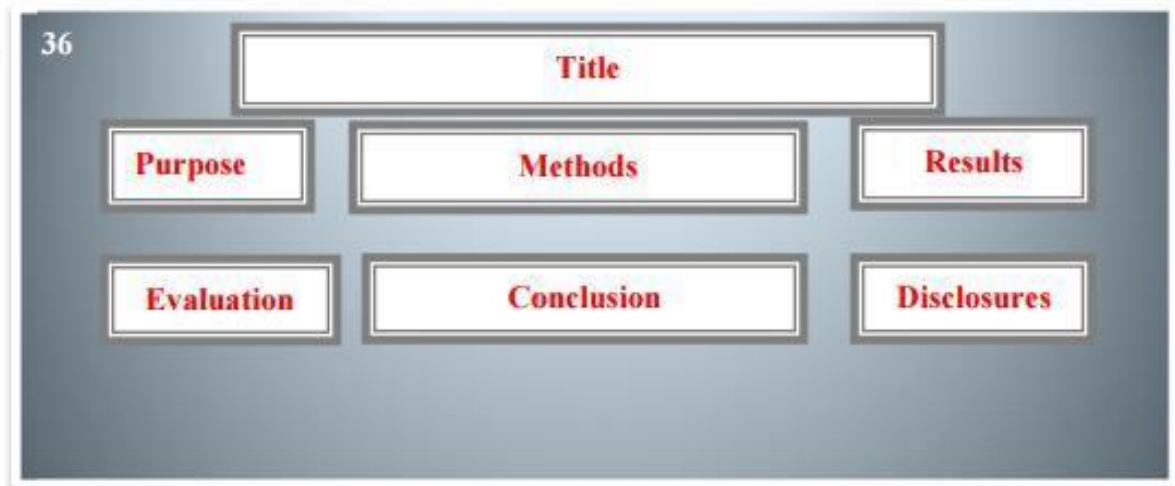 36
Title
Purpose
Methods
Results
Evaluation
Conclusion
Disclosures